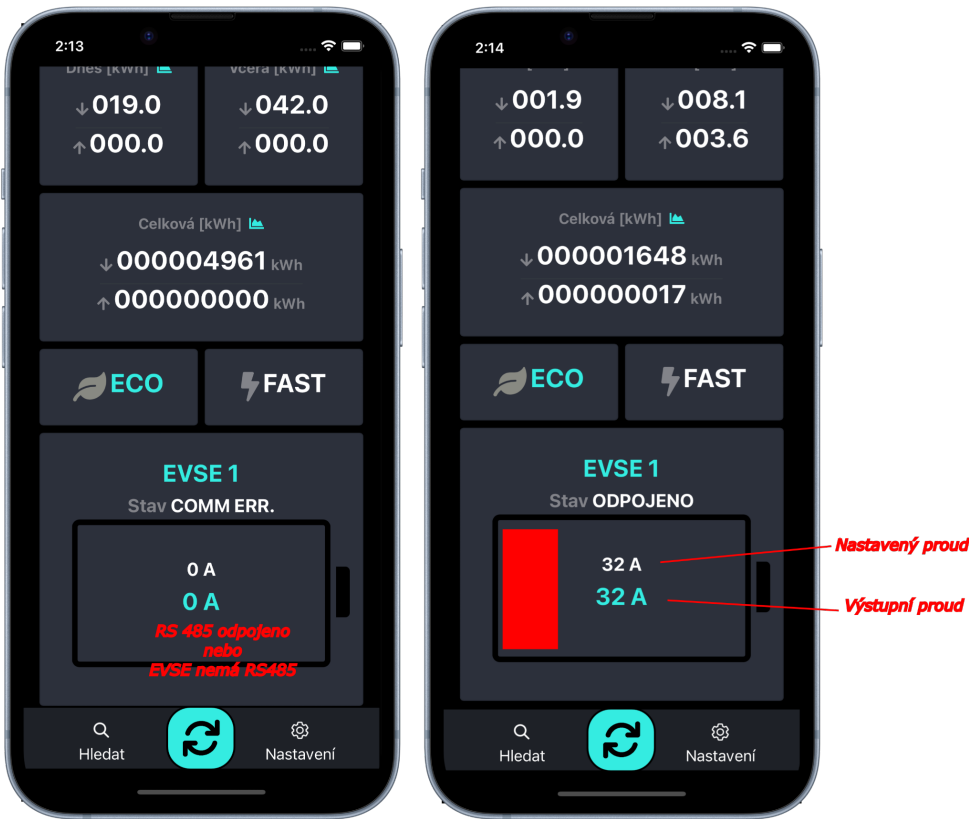 2:13
Dnes [kWh]
Včera [kWh]
↓019.0
↓042.0
↑000.0
↑000.0
Celková [kWh]
↓000004961 kWh
↑000000000 kWh
ECO
FAST
EVSE 1
Stav COMM ERR.
0 A
0 A
RS 485 odpojeno
nebo
EVSE nemá RS485
Hledat
Nastavení
2:14
↓001.9
↓008.1
↑000.0
↑003.6
Celková [kWh]
↓000001648 kWh
↑000000017 kWh
ECO
FAST
EVSE 1
Stav ODPOJENO
32 A
32 A
Hledat
Nastavení
Nastavený proud
Výstupní proud